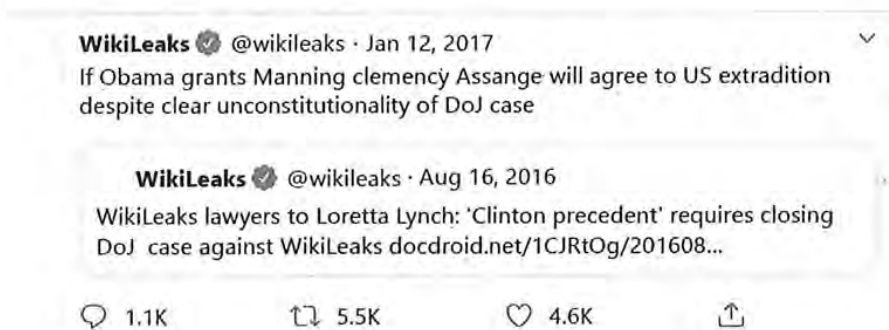 WikiLeaks @wikileaks · Jan 12, 2017
If Obama grants Manning clemency Assange will agree to US extradition
despite clear unconstitutionality of DoJ case
WikiLeaks @wikileaks · Aug 16, 2016
WikiLeaks lawyers to Loretta Lynch: 'Clinton precedent' requires closing
DoJ case against WikiLeaks docdroid.net/1CJRtOg/201608...
1.1K 5.5K 4.6K